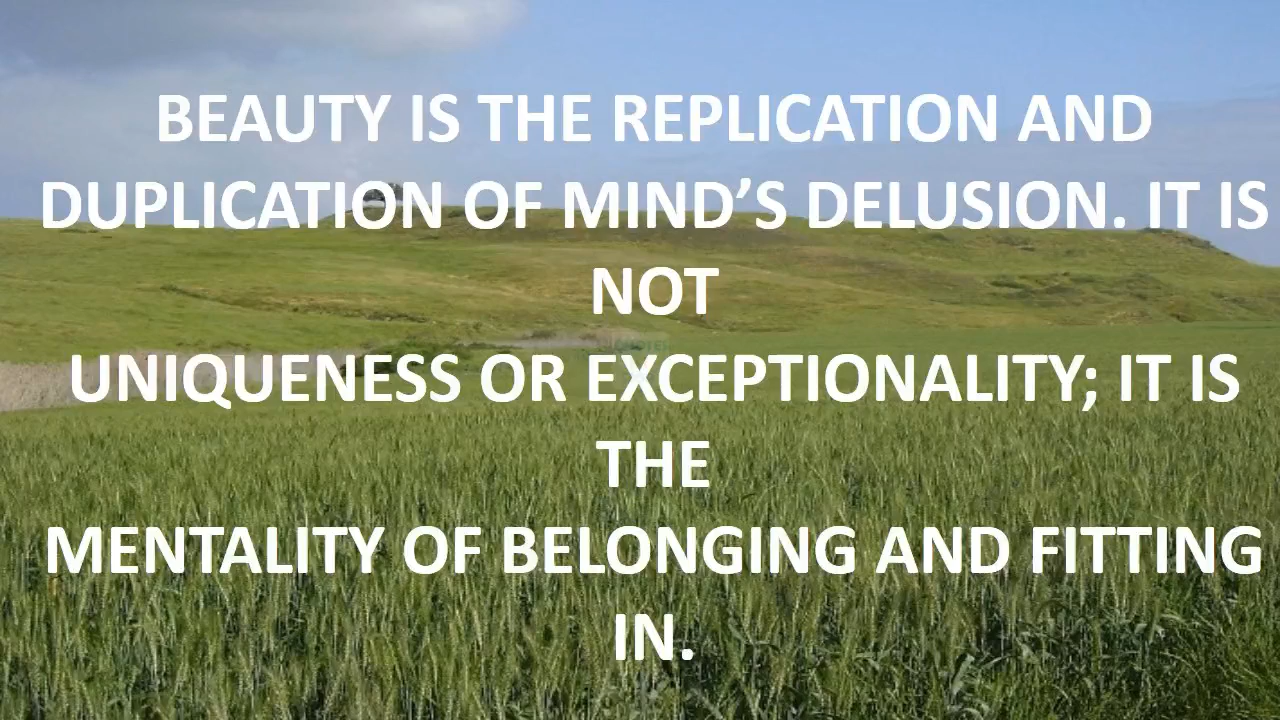 BEAUTY IS THE REPLICATION AND
DUPLICATION OF MIND’S DELUSION. IT IS
NOT
UNIQUENESS OR EXCEPTIONALITY; IT IS
THE
MENTALITY OF BELONGING AND FITTING
IN.